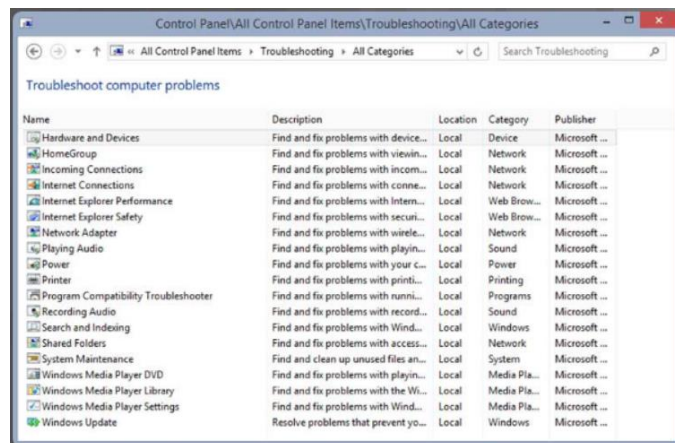 Control Panel\All Control Panel Items\Troubleshooting\All Categories
« All Control Panel Items › Troubleshooting › All Categories Search Troubleshooting
Troubleshoot computer problems
Name Description Location Category Publisher
Hardware and Devices Find and fix problems with device... Local Device Microsoft ...
HomeGroup Find and fix problems with viewin... Local Network Microsoft ...
Incoming Connections Find and fix problems with incom... Local Network Microsoft ...
Internet Connections Find and fix problems with conne... Local Network Microsoft ...
Internet Explorer Performance Find and fix problems with Intern... Local Web Brow... Microsoft ...
Internet Explorer Safety Find and fix problems with securi... Local Web Brow... Microsoft ...
Network Adapter Find and fix problems with wirele... Local Network Microsoft ...
Playing Audio Find and fix problems with playin... Local Sound Microsoft ...
Power Find and fix problems with your c... Local Power Microsoft ...
Printer Find and fix problems with printi... Local Printing Microsoft ...
Program Compatibility Troubleshooter Find and fix problems with runni... Local Programs Microsoft ...
Recording Audio Find and fix problems with record... Local Sound Microsoft ...
Search and Indexing Find and fix problems with Wind... Local Windows Microsoft ...
Shared Folders Find and fix problems with access... Local Network Microsoft ...
System Maintenance Find and clean up unused files an... Local System Microsoft ...
Windows Media Player DVD Find and fix problems with playin... Local Media Pla... Microsoft ...
Windows Media Player Library Find and fix problems with the Wi... Local Media Pla... Microsoft ...
Windows Media Player Settings Find and fix problems with Wind... Local Media Pla... Microsoft ...
Windows Update Resolve problems that prevent yo... Local Windows Microsoft ...